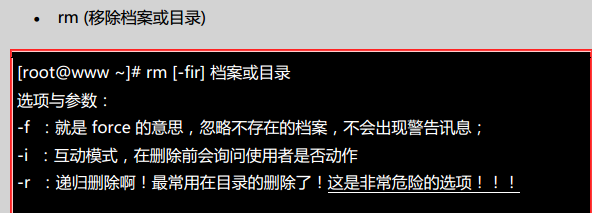 • rm (移除档案或目录)
[root@www ~]# rm [-fir] 档案或目录
选项与参数：
-f ：就是 force 的意思，忽略不存在的档案，不会出现警告讯息；
-i ：互动模式，在删除前会询问使用者是否动作
-r ：递归删除啊！最常用在目录的删除了！这是非常危险的选项！！！